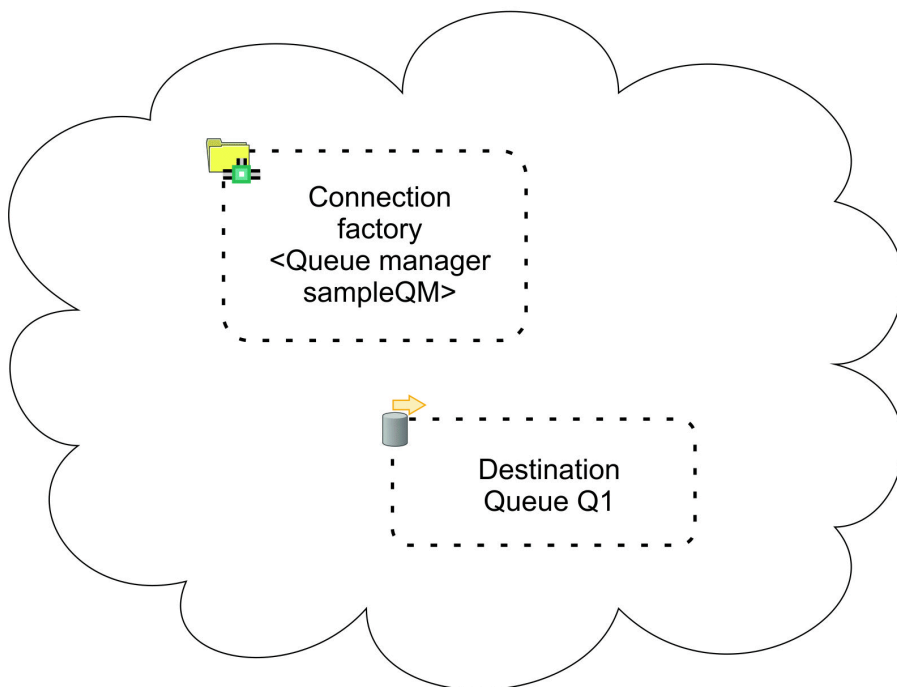 Connection
factory
<Queue manager
sampleQM>
Destination
Queue Q1